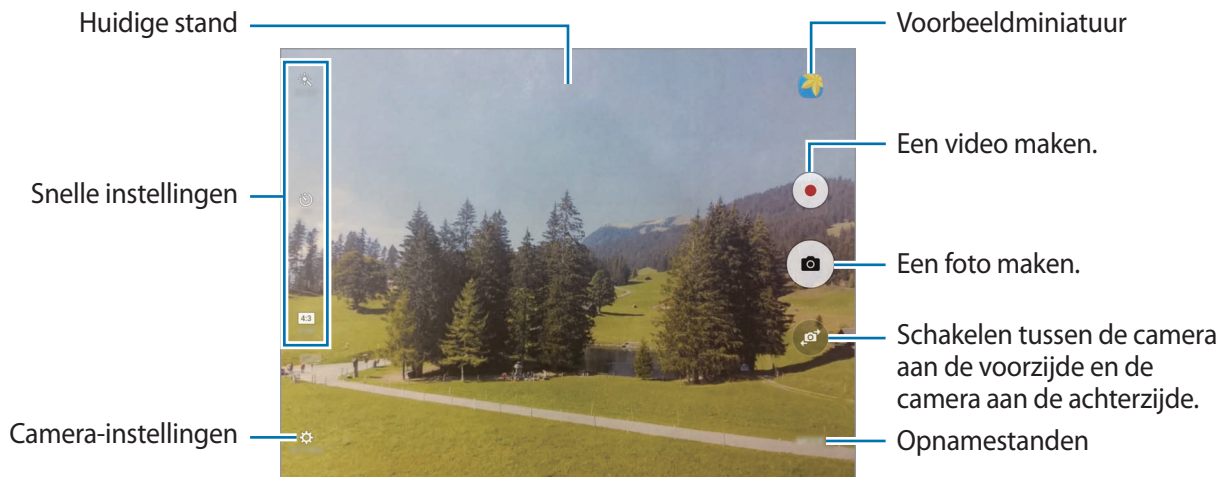 Huidige stand
Voorbeeldminiatuur
Een video maken.
Snelle instellingen
Een foto maken.
4:3
Schakelen tussen de camera
aan de voorzijde en de
camera aan de achterzijde.
Camera-instellingen
Opnamestanden